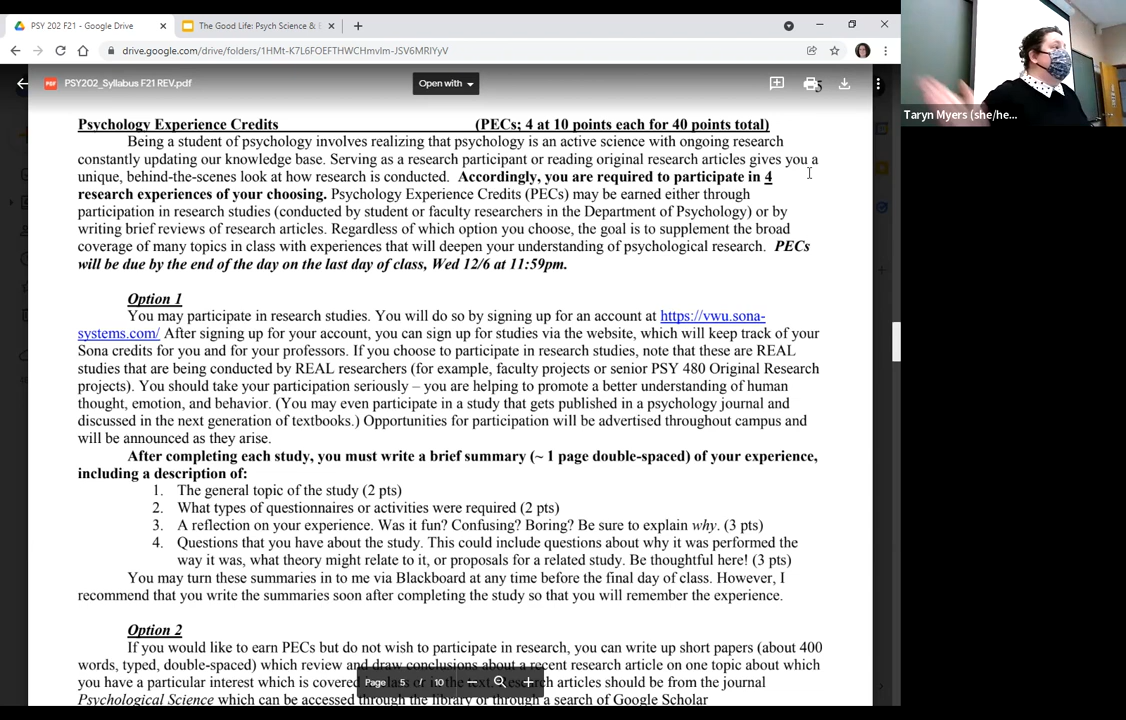 PSY 202 F21 - Google Drive
The Good Life: Psych Science &
drive.google.com/drive/folders/1HMt-K7L6FOEFTHWCHmvIm-JSV6MRIYyV
PDF PSY202_Syllabus F21 REV.pdf
Open with
5
Psychology Experience Credits (PECs; 4 at 10 points each for 40 points total)
Being a student of psychology involves realizing that psychology is an active science with ongoing research
constantly updating our knowledge base. Serving as a research participant or reading original research articles gives you a
unique, behind-the-scenes look at how research is conducted. Accordingly, you are required to participate in 4
research experiences of your choosing. Psychology Experience Credits (PECs) may be earned either through
participation in research studies (conducted by student or faculty researchers in the Department of Psychology) or by
writing brief reviews of research articles. Regardless of which option you choose, the goal is to supplement the broad
coverage of many topics in class with experiences that will deepen your understanding of psychological research. PECs
will be due by the end of the day on the last day of class, Wed 12/6 at 11:59pm.
Option 1
You may participate in research studies. You will do so by signing up for an account at https://vwu.sona-
systems.com/ After signing up for your account, you can sign up for studies via the website, which will keep track of your
Sona credits for you and for your professors. If you choose to participate in research studies, note that these are REAL
studies that are being conducted by REAL researchers (for example, faculty projects or senior PSY 480 Original Research
projects). You should take your participation seriously – you are helping to promote a better understanding of human
thought, emotion, and behavior. (You may even participate in a study that gets published in a psychology journal and
discussed in the next generation of textbooks.) Opportunities for participation will be advertised throughout campus and
will be announced as they arise.
After completing each study, you must write a brief summary (~ 1 page double-spaced) of your experience,
including a description of:
1. The general topic of the study (2 pts)
2. What types of questionnaires or activities were required (2 pts)
3. A reflection on your experience. Was it fun? Confusing? Boring? Be sure to explain why. (3 pts)
4. Questions that you have about the study. This could include questions about why it was performed the
way it was, what theory might relate to it, or proposals for a related study. Be thoughtful here! (3 pts)
You may turn these summaries in to me via Blackboard at any time before the final day of class. However, I
recommend that you write the summaries soon after completing the study so that you will remember the experience.
Option 2
If you would like to earn PECs but do not wish to participate in research, you can write up short papers (about 400
words, typed, double-spaced) which review and draw conclusions about a recent research article on one topic about which
you have a particular interest which is covered articles should be from the journal
Psychological Science which can be accessed through the library or through a search of Google Scholar
Page 5 / 10
Taryn Myers (she/he...